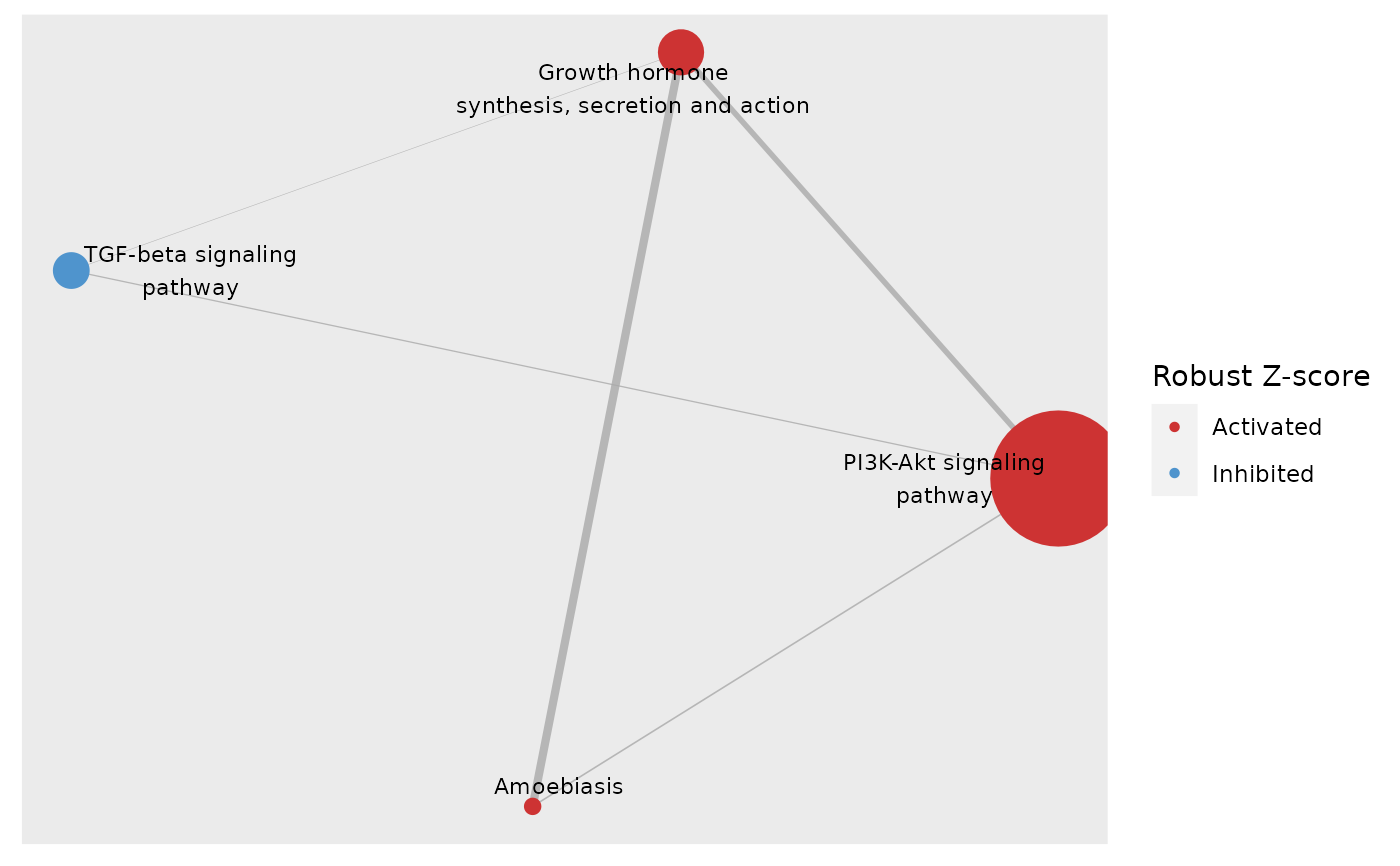 Growth hormone
synthesis, secretion and action
TGF-beta signaling
pathway
PI3K-Akt signaling
pathway
Amoebiasis
Robust Z-score
Activated
Inhibited